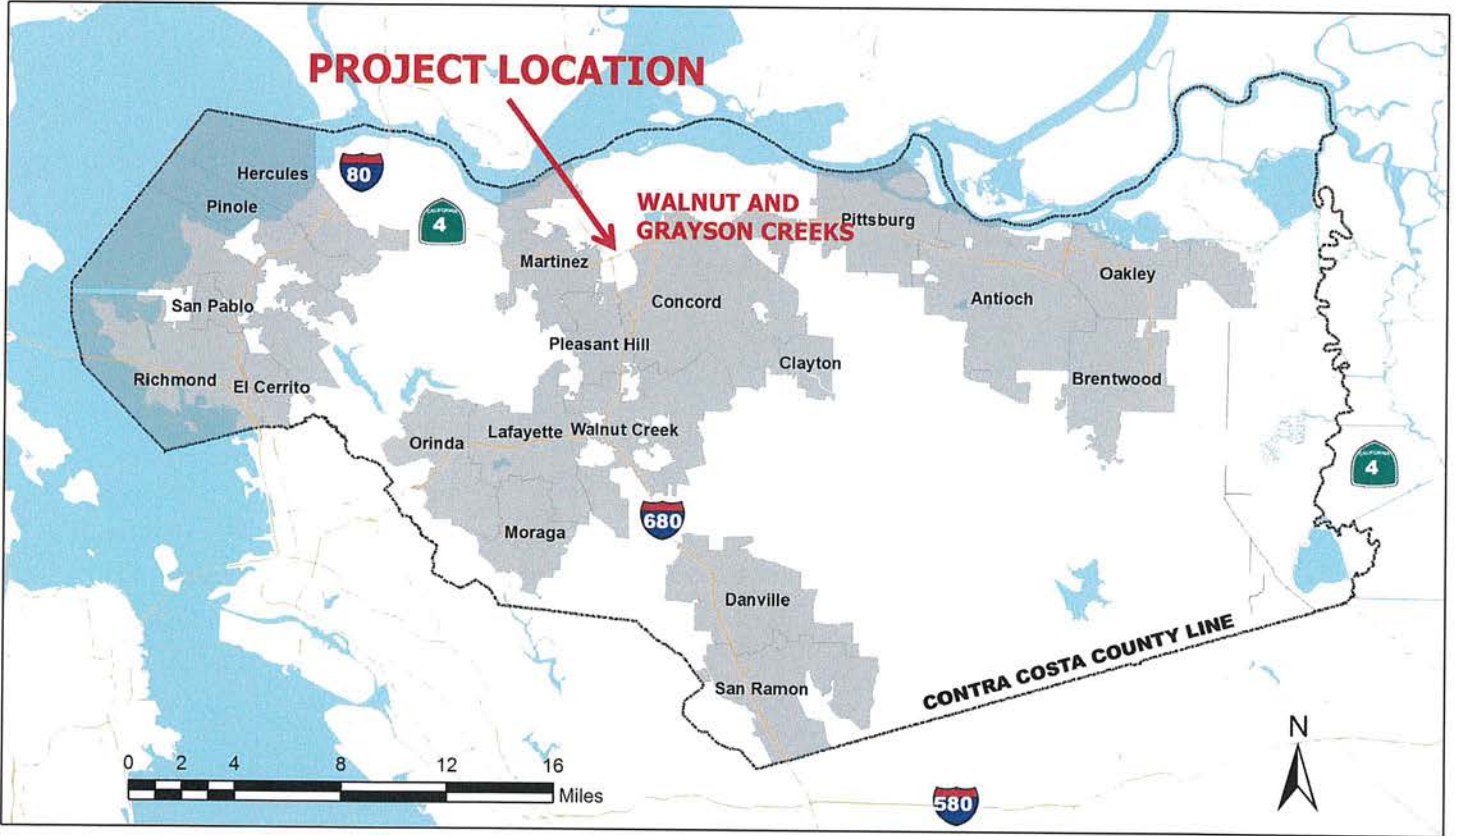 PROJECT LOCATION
Hercules
80
Pinole
CALIFORNIA
4
WALNUT AND
GRAYSON CREEKS
Pittsburg
Martinez
Oakley
San Pablo
Concord
Antioch
Pleasant Hill
Clayton
Richmond
El Cerrito
Brentwood
Orinda
Lafayette
Walnut Creek
CALIFORNIA
4
680
Moraga
Danville
CONTRA COSTA COUNTY LINE
San Ramon
N
0 2 4 8 12 16
Miles
580